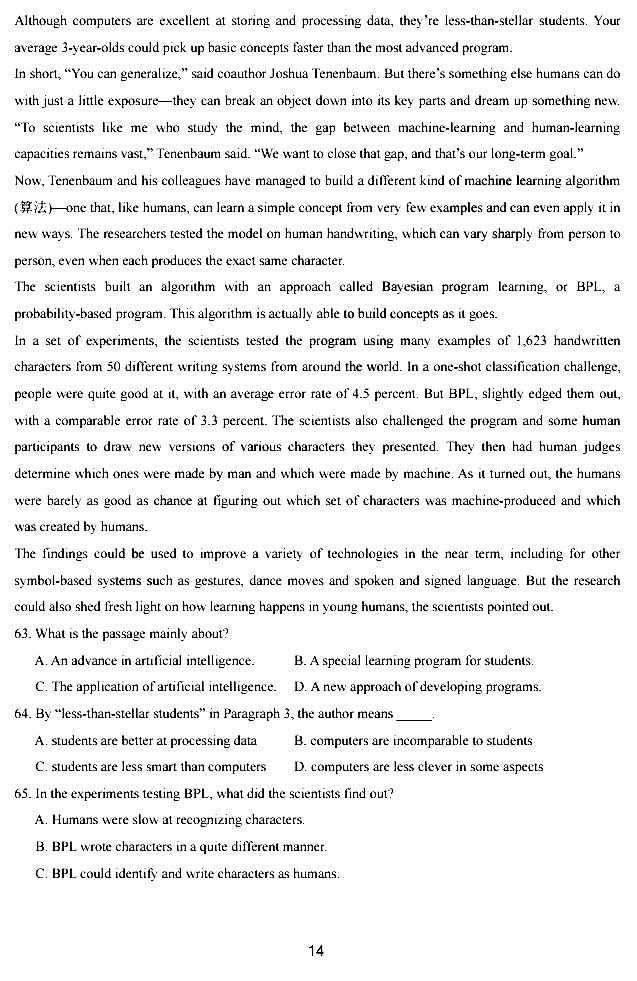 Although computers are excellent at storing and processing data, they’re less-than-stellar students. Your
average 3-year-olds could pick up basic concepts faster than the most advanced program.
In short, “You can generalize,” said coauthor Joshua Tenenbaum. But there’s something else humans can do
with just a little exposure—they can break an object down into its key parts and dream up something new.
“To scientists like me who study the mind, the gap between machine-learning and human-learning
capacities remains vast,” Tenenbaum said. “We want to close that gap, and that’s our long-term goal.”
Now, Tenenbaum and his colleagues have managed to build a different kind of machine learning algorithm
(算法)—one that, like humans, can learn a simple concept from very few examples and can even apply it in
new ways. The researchers tested the model on human handwriting, which can vary sharply from person to
person, even when each produces the exact same character.
The scientists built an algorithm with an approach called Bayesian program learning, or BPL, a
probability-based program. This algorithm is actually able to build concepts as it goes.
In a set of experiments, the scientists tested the program using many examples of 1,623 handwritten
characters from 50 different writing systems from around the world. In a one-shot classification challenge,
people were quite good at it, with an average error rate of 4.5 percent. But BPL, slightly edged them out,
with a comparable error rate of 3.3 percent. The scientists also challenged the program and some human
participants to draw new versions of various characters they presented. They then had human judges
determine which ones were made by man and which were made by machine. As it turned out, the humans
were barely as good as chance at figuring out which set of characters was machine-produced and which
was created by humans.
The findings could be used to improve a variety of technologies in the near term, including for other
symbol-based systems such as gestures, dance moves and spoken and signed language. But the research
could also shed fresh light on how learning happens in young humans, the scientists pointed out.
63. What is the passage mainly about?
A. An advance in artificial intelligence. B. A special learning program for students.
C. The application of artificial intelligence. D. A new approach of developing programs.
64. By “less-than-stellar students” in Paragraph 3, the author means _____.
A. students are better at processing data B. computers are incomparable to students
C. students are less smart than computers D. computers are less clever in some aspects
65. In the experiments testing BPL, what did the scientists find out?
A. Humans were slow at recognizing characters.
B. BPL wrote characters in a quite different manner.
C. BPL could identify and write characters as humans.
14